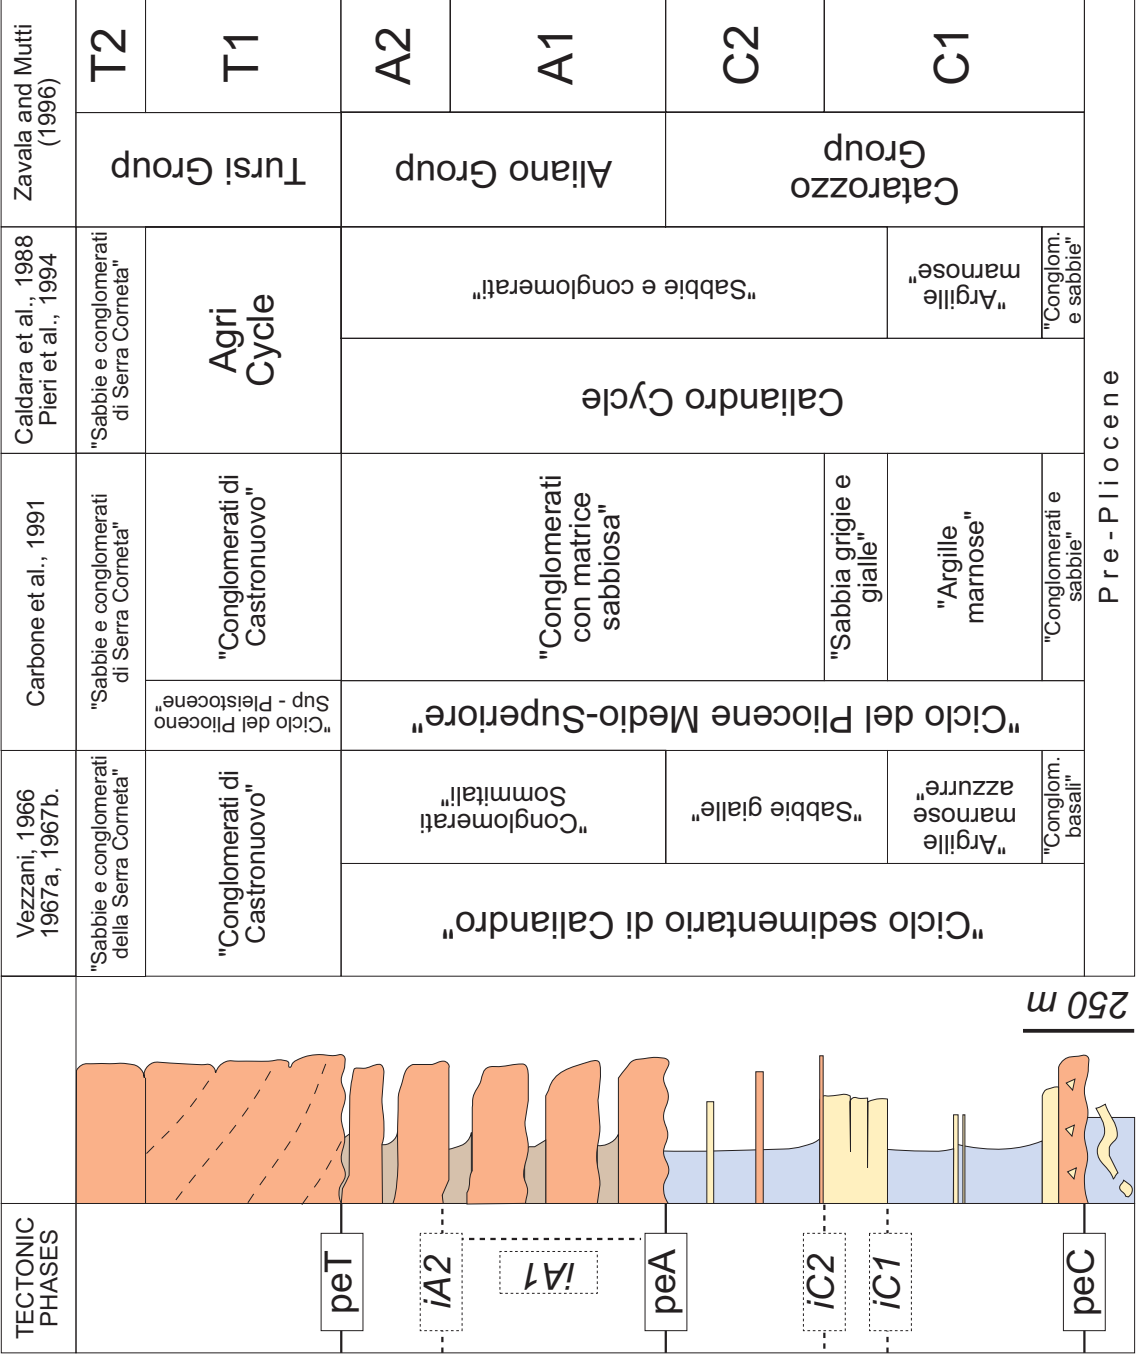 Zavala and Mutti
(1996)
T2
T1
A2
A1
C2
C1
Tursi Group
Aliano Group
Catarozzo
Group
Caldara et al., 1988
Pieri et al., 1994
"Sabbie e conglomerati
di Serra Corneta"
Agri
Cycle
"Sabbie e conglomerati"
"Argille
marnose"
"Conglom.
e sabbie"
Caliandro Cycle
Carbone et al., 1991
"Sabbie e conglomerati
di Serra Corneta"
"Conglomerati di
Castronuovo"
"Conglomerati
con matrice
sabbiosa"
"Sabbia grigie e
gialle"
"Argille
marnose"
"Conglomerati e
sabbie"
"Ciclo del Plioceno
Sup - Pleistocene"
"Ciclo del Pliocene Medio-Superiore"
Vezzani, 1966
1967a, 1967b.
"Sabbie e conglomerati
della Serra Corneta"
"Conglomerati di
Castronuovo"
"Conglomerati
Sommitali"
"Sabbie gialle"
"Argille
marnose
azzurre"
"Conglom.
basali"
"Ciclo sedimentario di Caliandro"
Pre-Pliocene
250 m
TECTONIC
PHASES
peT
iA2
iA1
peA
iC2
iC1
peC